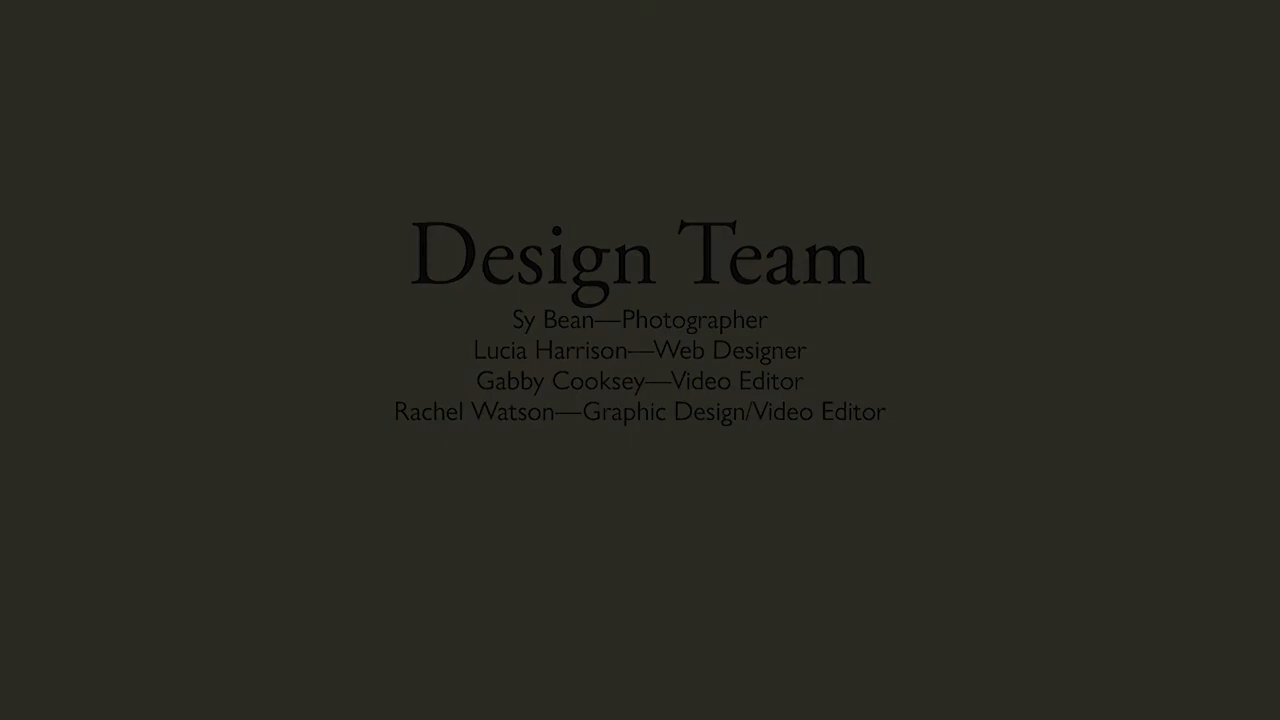 Design Team
Sy Bean—Photographer
Lucia Harrison—Web Designer
Gabby Cooksey—Video Editor
Rachel Watson—Graphic Design/Video Editor